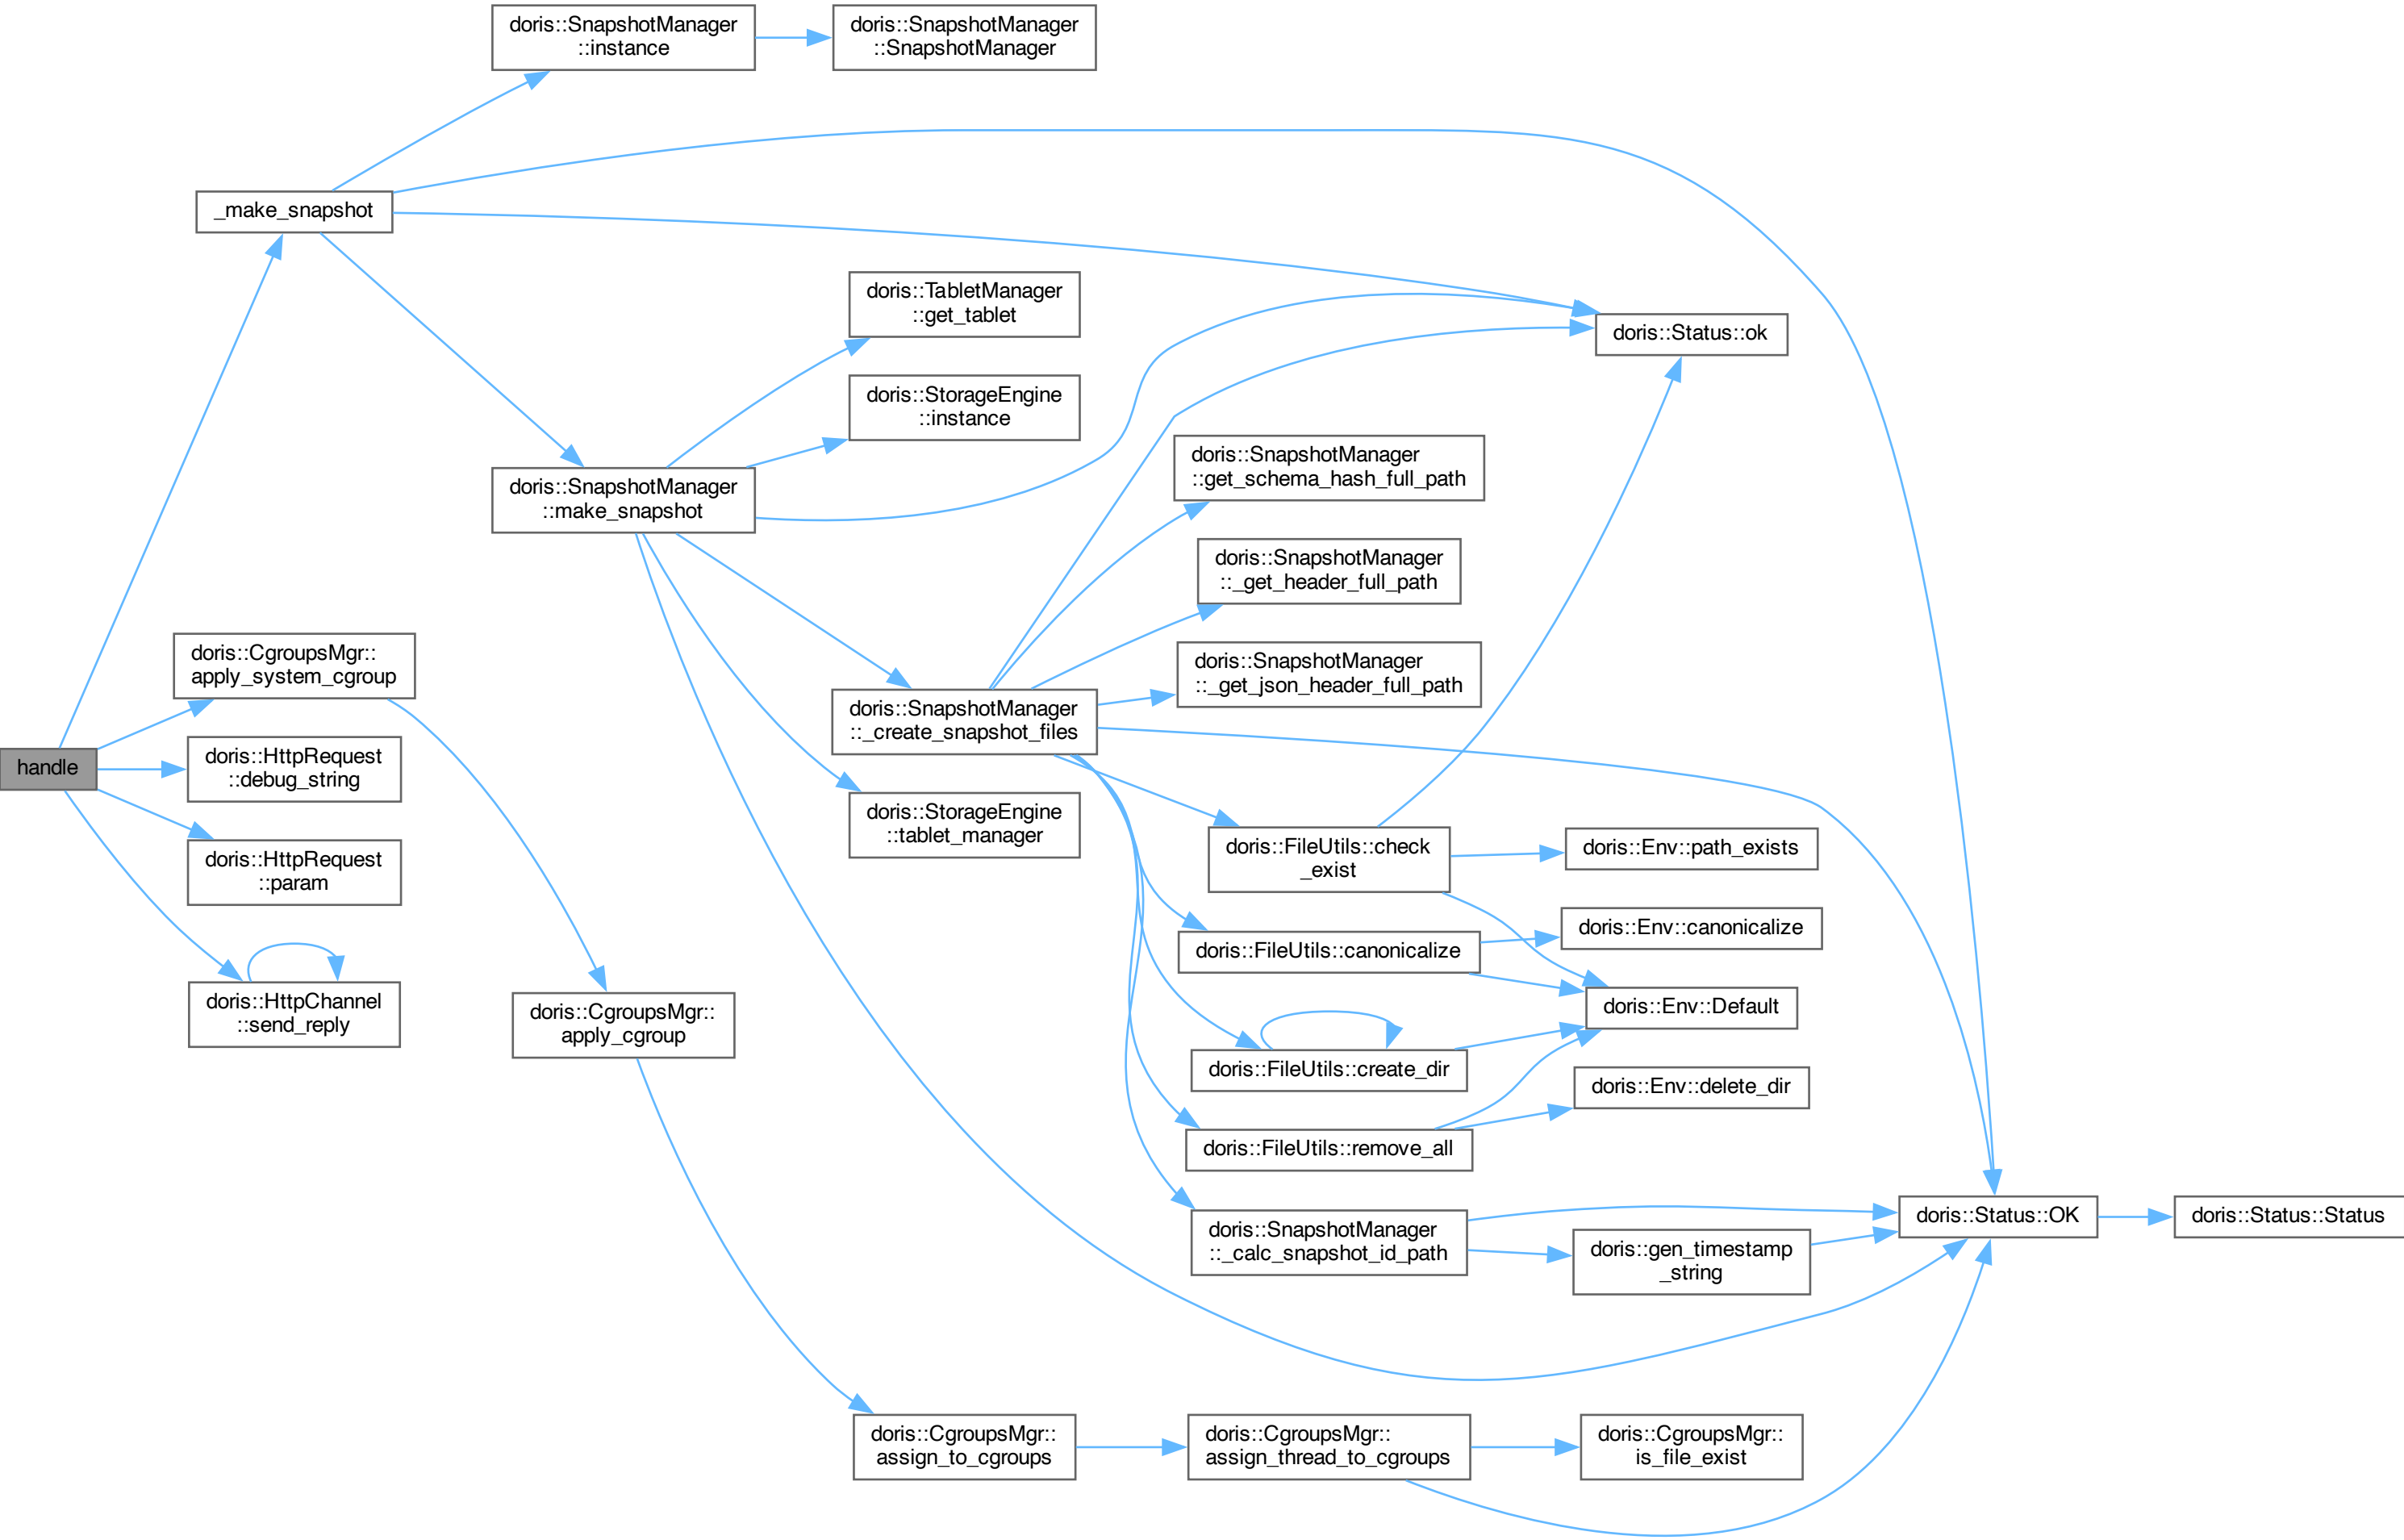 doris::SnapshotManager
::instance
doris::SnapshotManager
::SnapshotManager
_make_snapshot
doris::TabletManager
::get_tablet
doris::Status::ok
doris::StorageEngine
::instance
doris::SnapshotManager
::get_schema_hash_full_path
doris::SnapshotManager
::make_snapshot
doris::SnapshotManager
::_get_header_full_path
doris::CgroupsMgr::
apply_system_cgroup
doris::SnapshotManager
::_get_json_header_full_path
doris::SnapshotManager
::_create_snapshot_files
handle
doris::HttpRequest
::debug_string
doris::StorageEngine
::tablet_manager
doris::FileUtils::check
_exist
doris::Env::path_exists
doris::HttpRequest
::param
doris::Env::canonicalize
doris::FileUtils::canonicalize
doris::HttpChannel
::send_reply
doris::CgroupsMgr::
apply_cgroup
doris::Env::Default
doris::FileUtils::create_dir
doris::Env::delete_dir
doris::FileUtils::remove_all
doris::SnapshotManager
::_calc_snapshot_id_path
doris::gen_timestamp
_string
doris::Status::OK
doris::Status::Status
doris::CgroupsMgr::
assign_to_cgroups
doris::CgroupsMgr::
assign_thread_to_cgroups
doris::CgroupsMgr::
is_file_exist